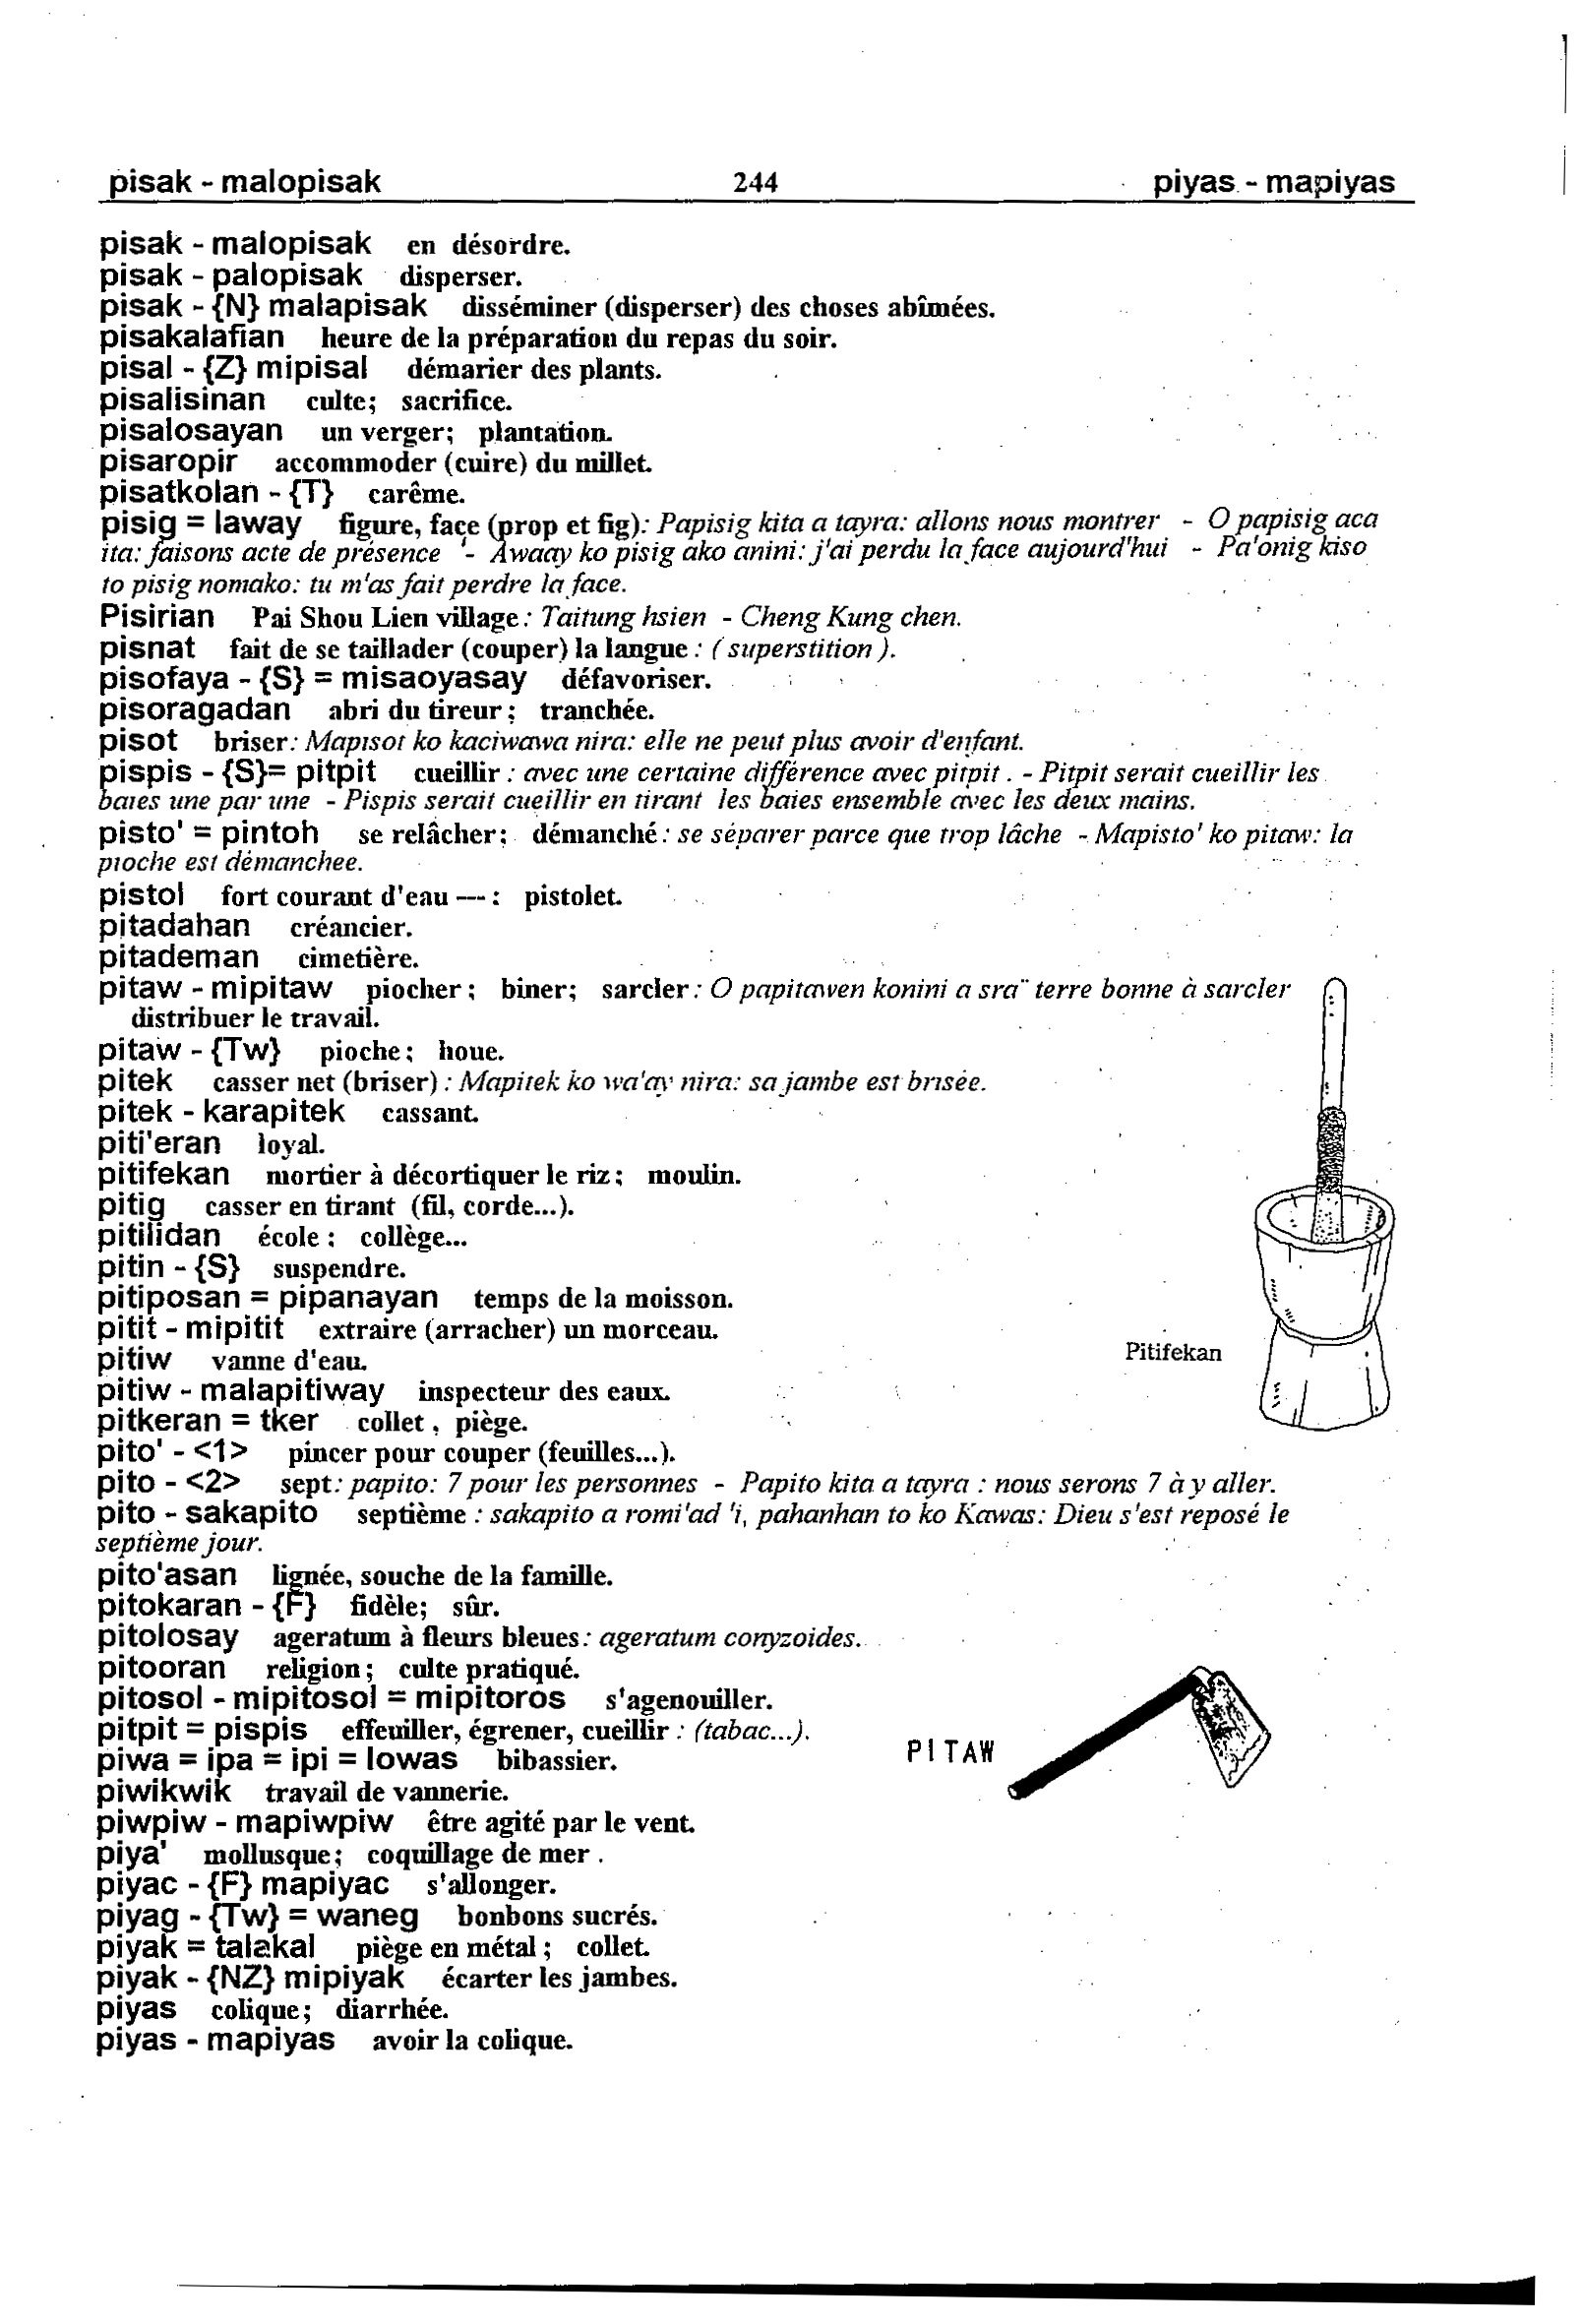 pisak - malopisak 244 piyas - mapiyas
pisak - malopisak en désordre.
pisak - palopisak disperser.
pisak - {N} malapisak disséminer (disperser) des choses abîmées.
pisakalafian heure de la préparation du repas du soir.
pisal - {Z} mipisal démarier des plants.
pisalisinan culte; sacrifice.
pisalosayan un verger; plantation.
pisaropir accommoder (cuire) du millet.
pisatkolan - {T} carême.
pisig = laway figure, face (prop et fig): Papisig kita a tayra: allons nous montrer - O papisig aca
ita: faisons acte de présence '- Awaay ko pisig ako anini: j'ai perdu la face aujourd'hui - Pa'onig kiso
to pisig nomako: tu m'as fait perdre la face.
Pisirian Pai Shou Lien village : Taitung hsien - Cheng Kung chen.
pisnat fait de se taillader (couper) la langue : ( superstition ).
pisofaya - {S} = misaoyasay défavoriser.
pisoragadan abri du tireur ; tranchée.
pisot briser: Mapisot ko kaciwawa nira: elle ne peut plus avoir d'enfant.
pispis - {S}= pitpit cueillir : avec une certaine différence avec pitpit . - Pitpit serait cueillir les
baies une par une - Pispis serait cueillir en tirant les baies ensemble avec les deux mains.
pisto' = pintoh se relâcher; démanché : se séparer parce que trop lâche - Mapisto' ko pitaw: la
pioche est démanchee.
pistol fort courant d'eau --- : pistolet.
pitadahan créancier.
pitademan cimetière.
pitaw - mipitaw piocher ; biner; sarcler : O papitawen konini a sra" terre bonne à sarcler
distribuer le travail.
pitaw - {Tw} pioche ; houe.
pitek casser net (briser) : Mapitek ko wa'ay nira: sa jambe est brisée.
pitek - karapitek cassant.
piti'eran loyal.
pitifekan mortier à décortiquer le riz ; moulin.
pitig casser en tirant (fil, corde...).
pitilidan école ; collège...
pitin - {S} suspendre.
pitiposan = pipanayan temps de la moisson.
pitit - mipitit extraire (arracher) un morceau.
pitiw vanne d'eau.
Pitifekan
pitiw - malapitiway inspecteur des eaux.
pitkeran = tker collet , piège.
pito' - <1> pincer pour couper (feuilles...).
pito - <2> sept: papito: 7 pour les personnes - Papito kita a tayra : nous serons 7 à y aller.
pito - sakapito septième : sakapito a romi'ad 'i, pahanhan to ko Kawas: Dieu s'est reposé le
septième jour.
pito'asan lignée, souche de la famille.
pitokaran - {F} fidèle; sûr.
pitolosay ageratum à fleurs bleues: ageratum conyzoides.
pitooran religion ; culte pratiqué.
pitosol - mipitosol = mipitoros s'agenouiller.
pitpit = pispis effeuiller, égrener, cueillir : (tabac...).
PITAW
piwa = ipa = ipi = lowas bibassier.
piwikwik travail de vannerie.
piwpiw - mapiwpiw être agité par le vent.
piya' mollusque; coquillage de mer .
piyac - {F} mapiyac s'allonger.
piyag - {Tw} = waneg bonbons sucrés.
piyak = talakal piège en métal ; collet.
piyak - {NZ} mipiyak écarter les jambes.
piyas colique; diarrhée.
piyas - mapiyas avoir la colique.